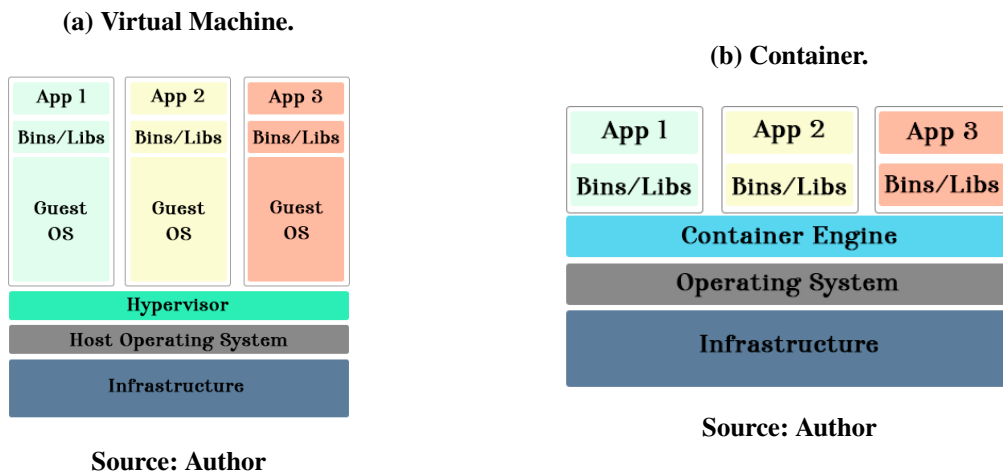 (a) Virtual Machine.
App 1
App 2
App 3
Bins/Libs
Bins/Libs
Bins/Libs
Guest
OS
Guest
OS
Guest
OS
Hypervisor
Host Operating System
Infrastructure
Source: Author
(b) Container.
App 1
App 2
App 3
Bins/Libs
Bins/Libs
Bins/Libs
Container Engine
Operating System
Infrastructure
Source: Author